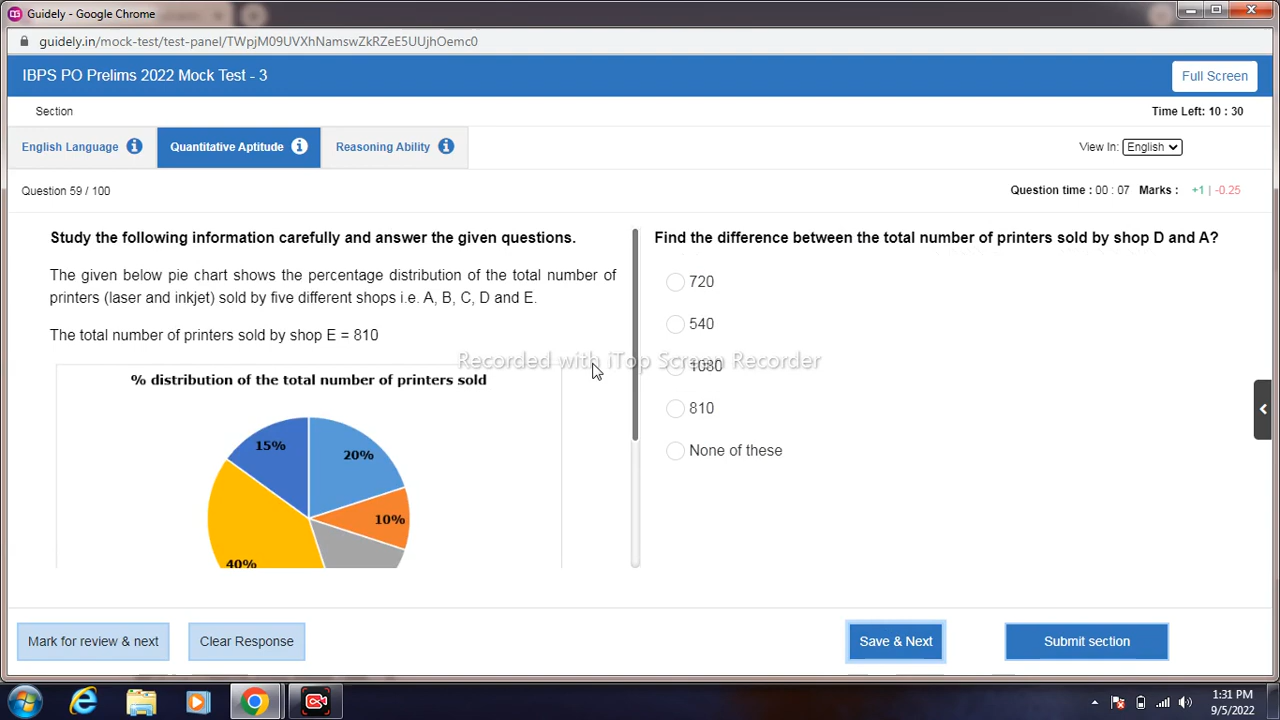 Guidely - Google Chrome
guidely.in/mock-test/test-panel/TWpjM09UVXhNamswZkRZeE5UUjhOemc0
IBPS PO Prelims 2022 Mock Test - 3
Full Screen
Section
Time Left: 10 : 30
English Language
Quantitative Aptitude
Reasoning Ability
View In: English
Question 59 / 100
Question time : 00 : 07 Marks : +1 | -0.25
Study the following information carefully and answer the given questions.
The given below pie chart shows the percentage distribution of the total number of
printers (laser and inkjet) sold by five different shops i.e. A, B, C, D and E.
The total number of printers sold by shop E = 810
% distribution of the total number of printers sold
15%
20%
10%
40%
Find the difference between the total number of printers sold by shop D and A?
720
540
1080
810
None of these
Recorded with iTop Screen Recorder
Mark for review & next
Clear Response
Save & Next
Submit section
1:31 PM
9/5/2022